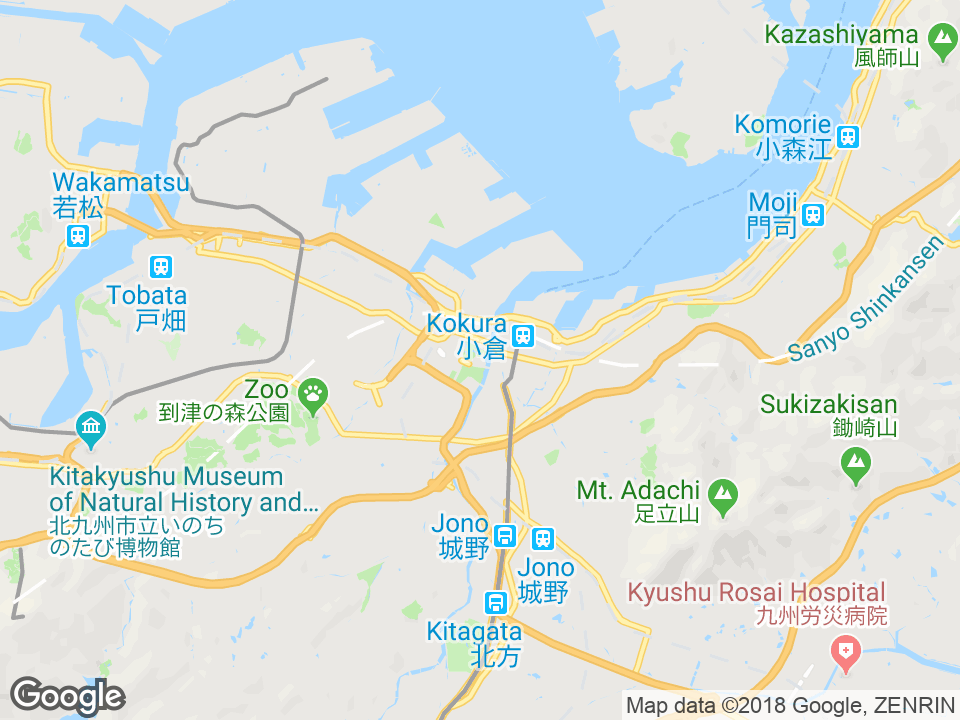 Kazashiyama
風師山
Komorie
小森江
Wakamatsu
若松
Moji
門司
Sanyo Shinkansen
Tobata
戸畑
Kokura
小倉
Zoo
到津の森公園
Sukizakisan
鋤崎山
Kitakyushu Museum
of Natural History and...
北九州市立いのち
のたび博物館
Mt. Adachi
足立山
Jono
城野
Jono
城野
Kyushu Rosai Hospital
九州労災病院
Kitagata
北方
Google
Map data ©2018 Google, ZENRIN